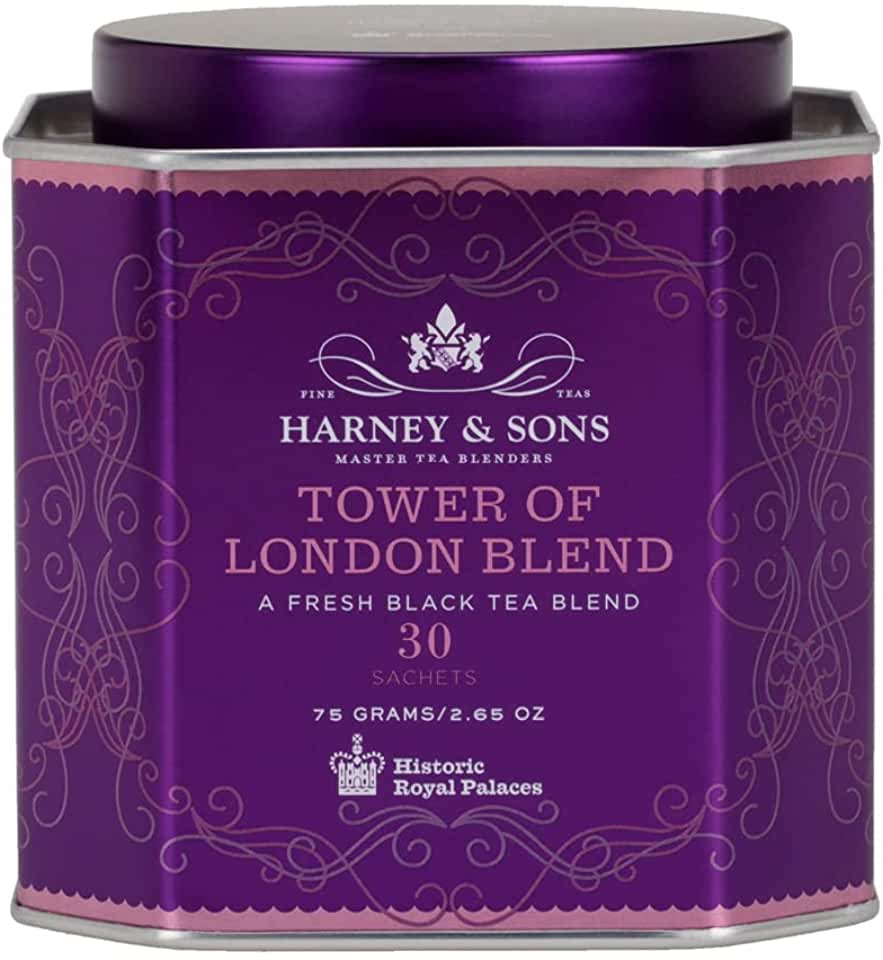 FINE TEAS
HARNEY & SONS
MASTER TEA BLENDERS
TOWER OF
LONDON BLEND
A FRESH BLACK TEA BLEND
30
SACHETS
75 GRAMS/2.65 OZ
Historic
Royal Palaces